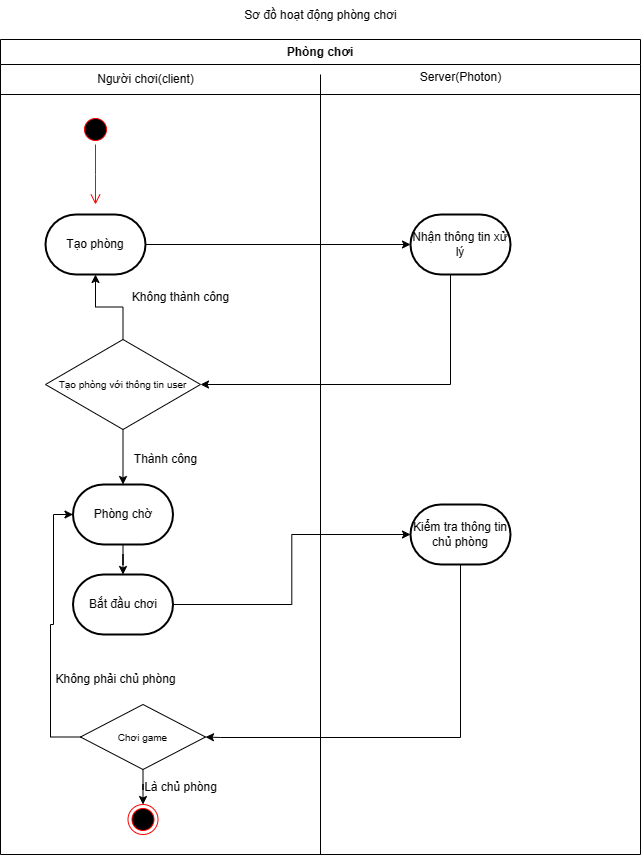 Sơ đồ hoạt động phòng chơi
Phòng chơi
Người chơi(client)
Server(Photon)
Tạo phòng
Nhận thông tin xử
lý
Không thành công
Tạo phòng với thông tin user
Thành công
Phòng chờ
Kiểm tra thông tin
chủ phòng
Bắt đầu chơi
Không phải chủ phòng
Chơi game
Là chủ phòng